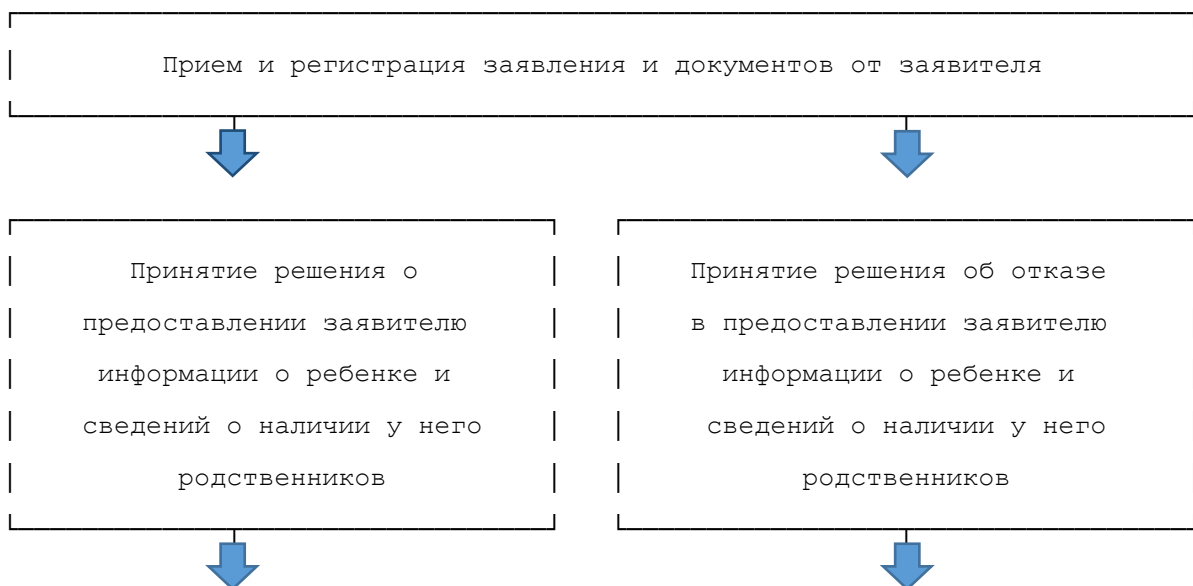 Прием и регистрация заявления и документов от заявителя
Принятие решения о
предоставлении заявителю
информации о ребенке и
сведений о наличии у него
родственников
Принятие решения об отказе
в предоставлении заявителю
информации о ребенке и
сведений о наличии у него
родственников